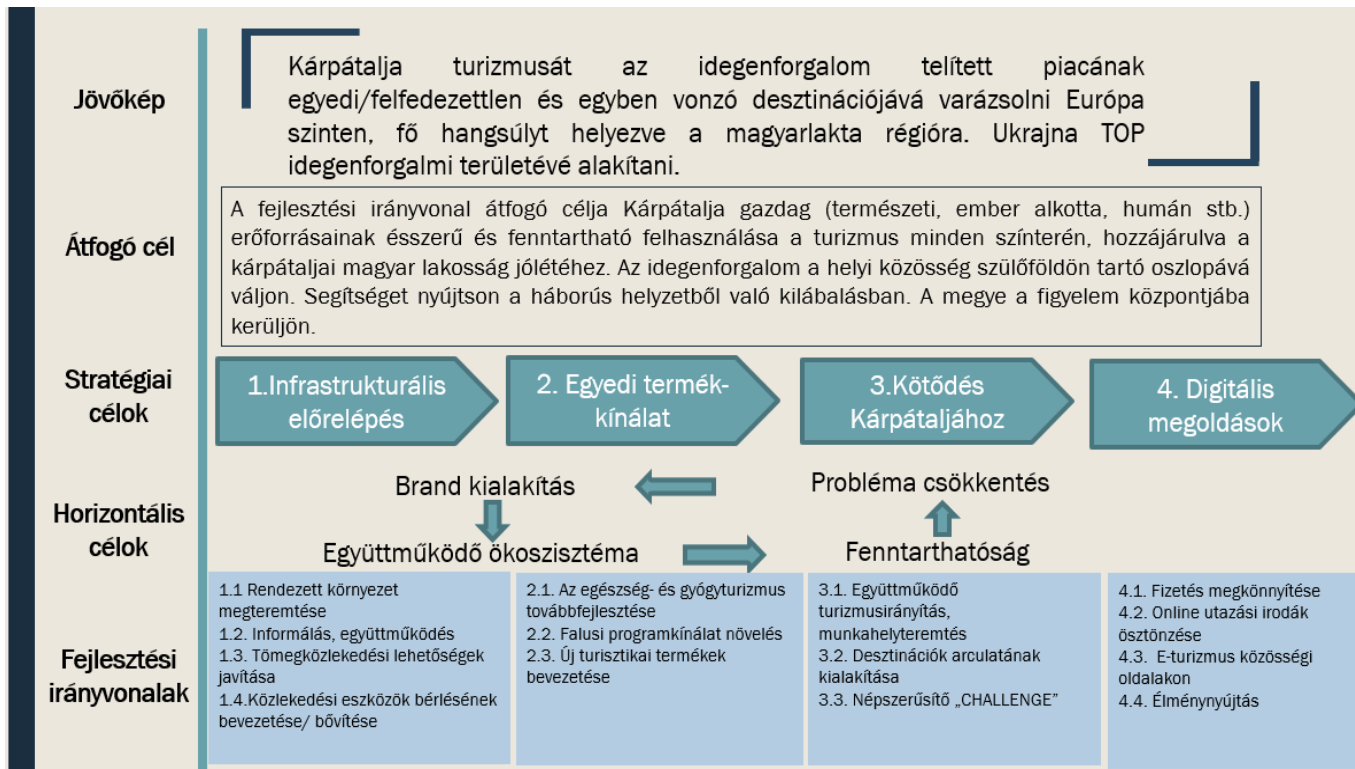 Jövőkép
Kárpátalja turizmusát az idegenforgalom telített piacának
egyedi/felfedezettlen és egyben vonzó desztinációjává varázsolni Európa
szinten, fő hangsúlyt helyezve a magyarlakta régióra. Ukrajna TOP
idegenforgalmi területévé alakítani.
Átfogó cél
A fejlesztési irányvonal átfogó célja Kárpátalja gazdag (természeti, ember alkotta, humán stb.)
erőforrásainak ésszerű és fenntartható felhasználása a turizmus minden színterén, hozzájárulva a
kárpátaljai magyar lakosság jólétéhez. Az idegenforgalom a helyi közösség szülőföldön tartó oszlopává
váljon. Segítséget nyújtson a háborús helyzetből való kilábalásban. A megye a figyelem központjába
kerüljön.
Stratégiai
célok
1.Infrastrukturális
előrelépés
2. Egyedi termék-
kínálat
3.Kötődés
Kárpátaljához
4. Digitális
megoldások
Horizontális
célok
Brand kialakítás
Probléma csökkentés
Együttműködő ökoszisztéma
Fenntarthatóság
Fejlesztési
irányvonalak
1.1 Rendezett környezet
megteremtése
1.2. Informálás, együttműködés
1.3. Tömegközlekedési lehetőségek
javítása
1.4.Közlekedési eszközök bérlésének
bevezetése/ bővítése
2.1. Az egészség- és gyógyturizmus
továbbfejlesztése
2.2. Falusi programkínálat növelés
2.3. Új turisztikai termékek
bevezetése
3.1. Együttműködő
turizmusirányítás,
munkahelyteremtés
3.2. Desztinációk arculatának
kialakítása
3.3. Népszerűsítő „CHALLENGE”
4.1. Fizetés megkönnyítése
4.2. Online utazási irodák
ösztönzése
4.3. E-turizmus közösségi
oldalakon
4.4. Élménynyújtás